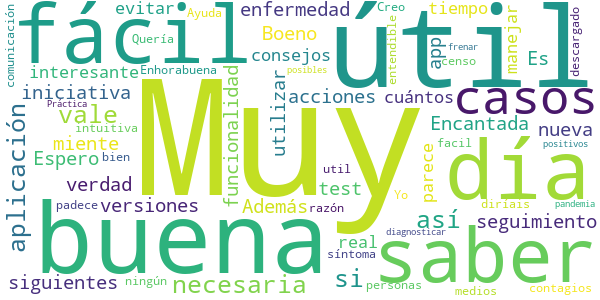 comunicación
fácil
evitar
Ayuda
Quería
Enhorabuena
enfermedad
Boeno
consejos
posibles
útil
Creo
tiempo
entendible
app
frenar
censo
manejar
Es
descargado
interesante
iniciativa
Práctica
vale
intuitiva
miente
bien
Espero
aplicación
Muy
funcionalidad
utilizar
acciones
cuántos
casos
Encantada
nueva
facil
positivos
verdad
padece
versiones
Además
test
util
razón
parece
Yo
día
diríais
pandemia
buena
así
seguimiento
real
síntoma
diagnosticar
saber
siguientes
ningún
necesaria
si
personas
medios
contagios